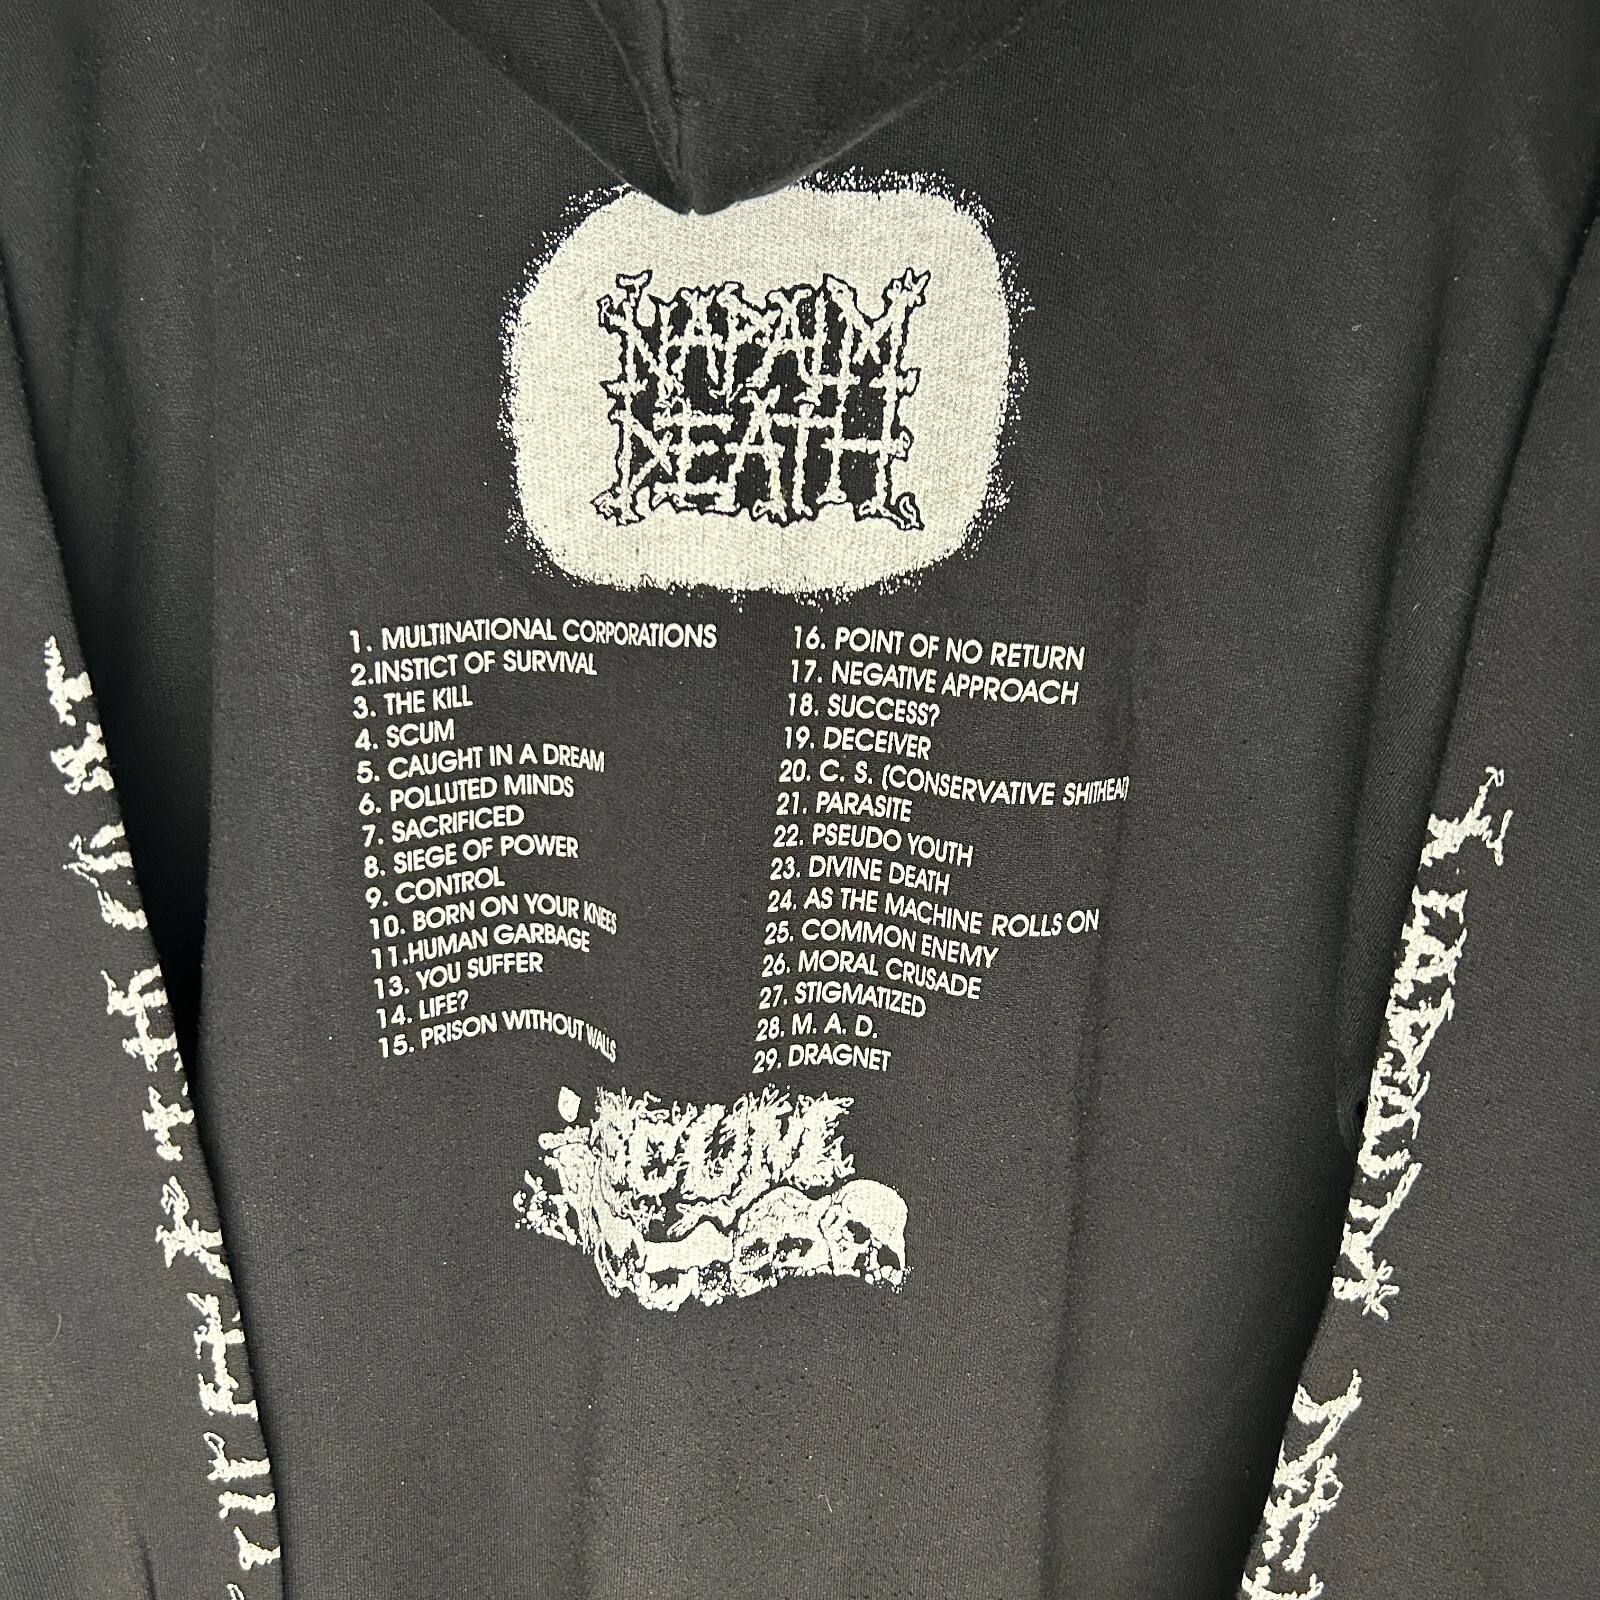 NAPALM
DEATH
1. MULTINATIONAL CORPORATIONS
2.INSTICT OF SURVIVAL
3. THE KILL
4. SCUM
5. CAUGHT IN A DREAM
6. POLLUTED MINDS
7. SACRIFICED
8. SIEGE OF POWER
9. CONTROL
10. BORN ON YOUR KNEES
11.HUMAN GARBAGE
13. YOU SUFFER
14. LIFE?
15. PRISON WITHOUT WALLS
16. POINT OF NO RETURN
17. NEGATIVE APPROACH
18. SUCCESS?
19. DECEIVER
20. C. S. (CONSERVATIVE SHITHEAD)
21. PARASITE
22. PSEUDO YOUTH
23. DIVINE DEATH
24. AS THE MACHINE ROLLS ON
25. COMMON ENEMY
26. MORAL CRUSADE
27. STIGMATIZED
28. M. A. D.
29. DRAGNET
SCUM